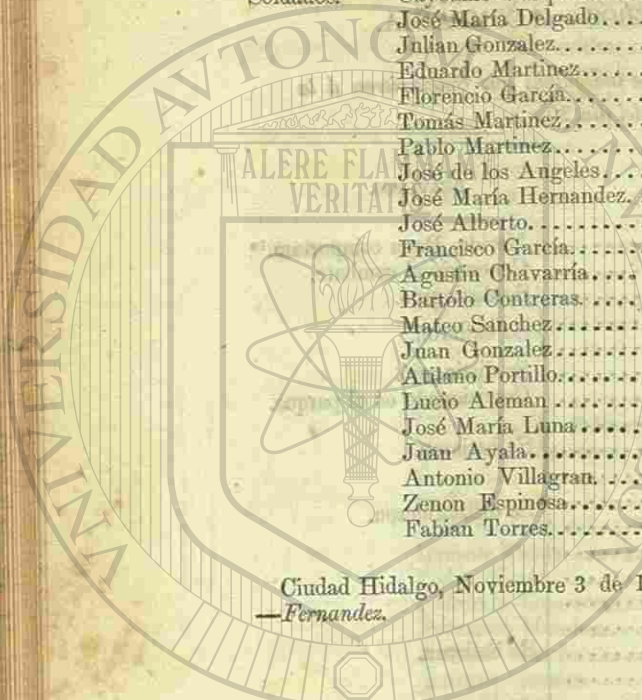 José María Delgado...
Julian Gonzalez.......
Eduardo Martinez.....
Florencio García.......
Tomás Martinez.......
Pablo Martinez.......
José de los Angeles....
José María Hernandez.
José Alberto..........
Francisco García.......
Agustin Chavarría.....
Bartólo Contreras......
Mateo Sanchez........
Juan Gonzalez........
Atilano Portillo........
Lucio Aleman ........
José María Luna......
Juan Ayala...........
Antonio Villagran.....
Zenon Espinosa.......
Fabian Torres.........
Ciudad Hidalgo, Noviembre 3 de
—Fernandez.
ALERE FLAMMAM
VERITATIS
UNIVERSIDAD AVTONOMA